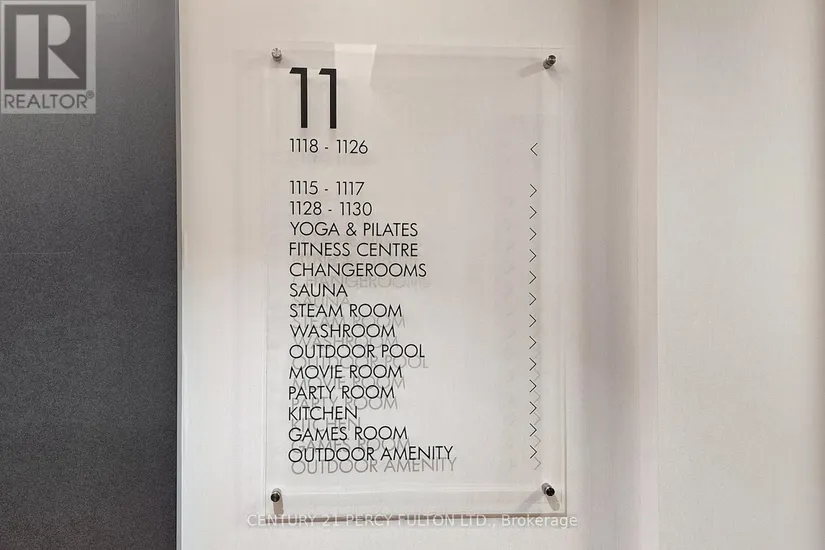 R
REALTOR®
11
1118 - 1126 <
1115 - 1117 >
1128 - 1130 >
YOGA & PILATES >
FITNESS CENTRE >
CHANGEROOMS >
SAUNA >
STEAM ROOM >
WASHROOM >
OUTDOOR POOL >
MOVIE ROOM >
PARTY ROOM >
KITCHEN >
GAMES ROOM >
OUTDOOR AMENITY >
CENTURY 21 PERCY FULTON LTD., Brokerage